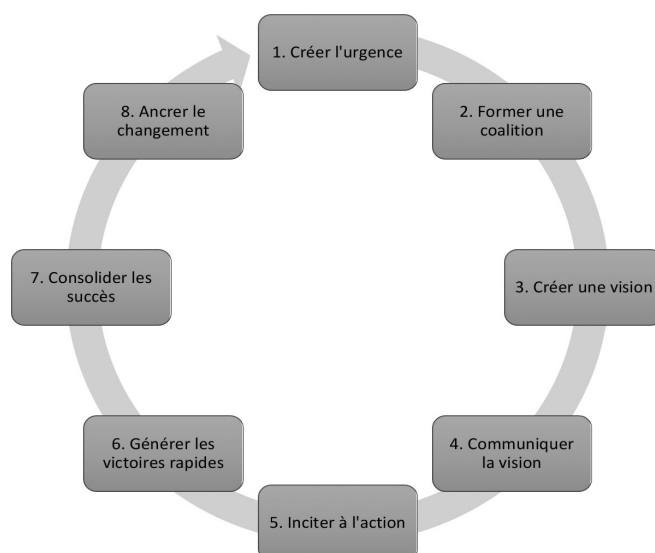 1. Créer l'urgence
2. Former une
coalition
3. Créer une vision
4. Communiquer
la vision
5. Inciter à l'action
6. Générer les
victoires rapides
7. Consolider les
succès
8. Ancrer le
changement